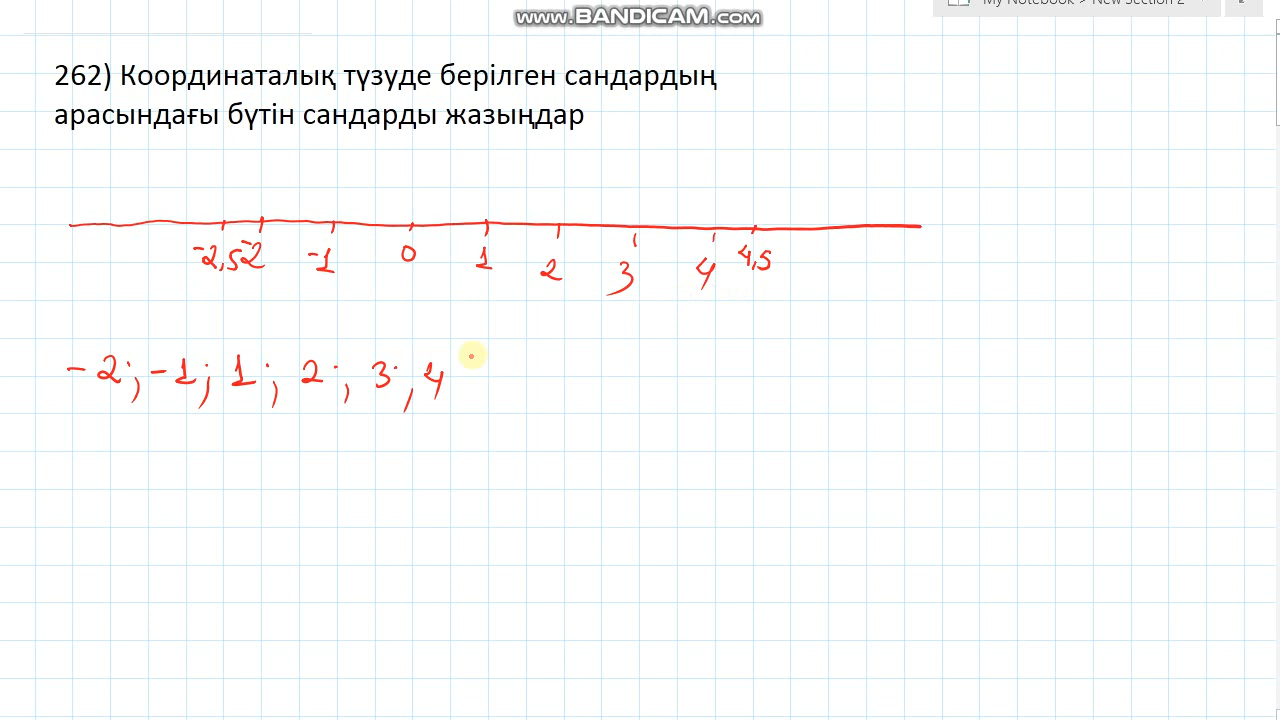 www.BANDICAM.com
My Notebook > New Section 2
262) Координаталық түзуде берілген сандардың
арасындағы бүтін сандарды жазыңдар
-2,5 -2 -1 0 1 2 3 4 4,5
-2; -1; 1; 2; 3; 4